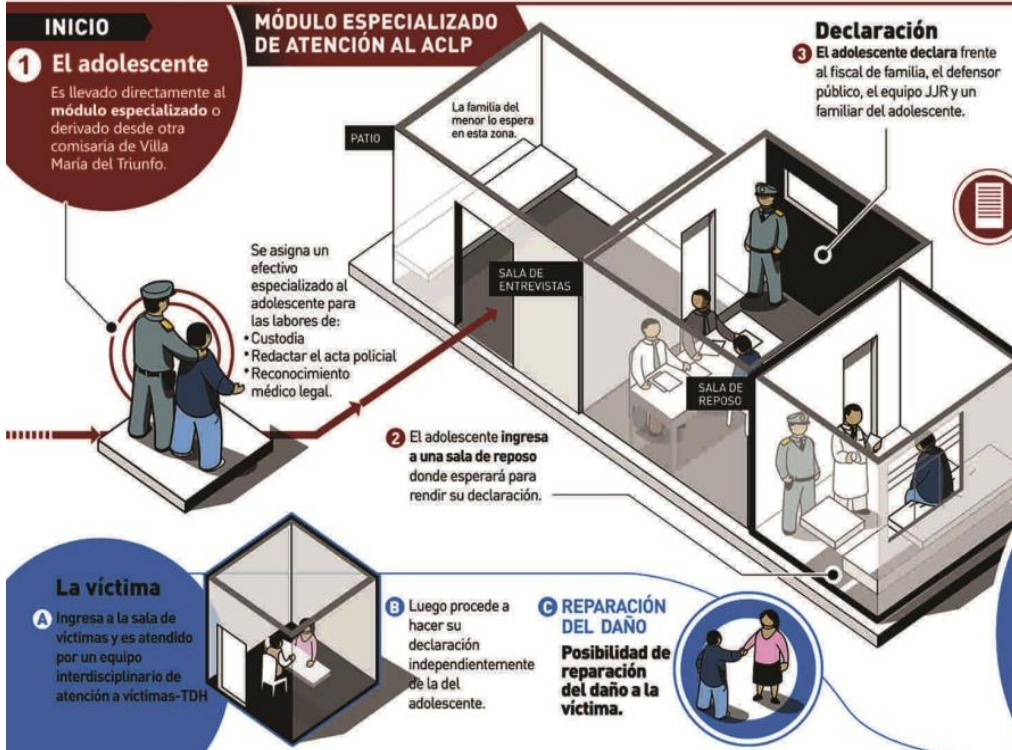 INICIO
1 El adolescente
Es llevado directamente al
módulo especializado o
derivado desde otra
comisaría de Villa
María del Triunfo.
MÓDULO ESPECIALIZADO
DE ATENCIÓN AL ACLP
Se asigna un
efectivo
especializado al
adolescente para
las labores de:
• Custodia
• Redactar el acta policial
• Reconocimiento
médico legal.
PATIO
La familia del
menor lo espera
en esta zona.
SALA DE
ENTREVISTAS
SALA DE
REPOSO
2 El adolescente ingresa
a una sala de reposo
donde esperará para
rendir su declaración.
Declaración
3 El adolescente declara frente
al fiscal de familia, el defensor
público, el equipo JJR y un
familiar del adolescente.
La víctima
A Ingresa a la sala de
víctimas y es atendido
por un equipo
interdisciplinario de
atención a víctimas-TDH
B Luego procede a
hacer su
declaración
independientemente
de la del
adolescente.
C REPARACIÓN
DEL DAÑO
Posibilidad de
reparación
del daño a la
víctima.